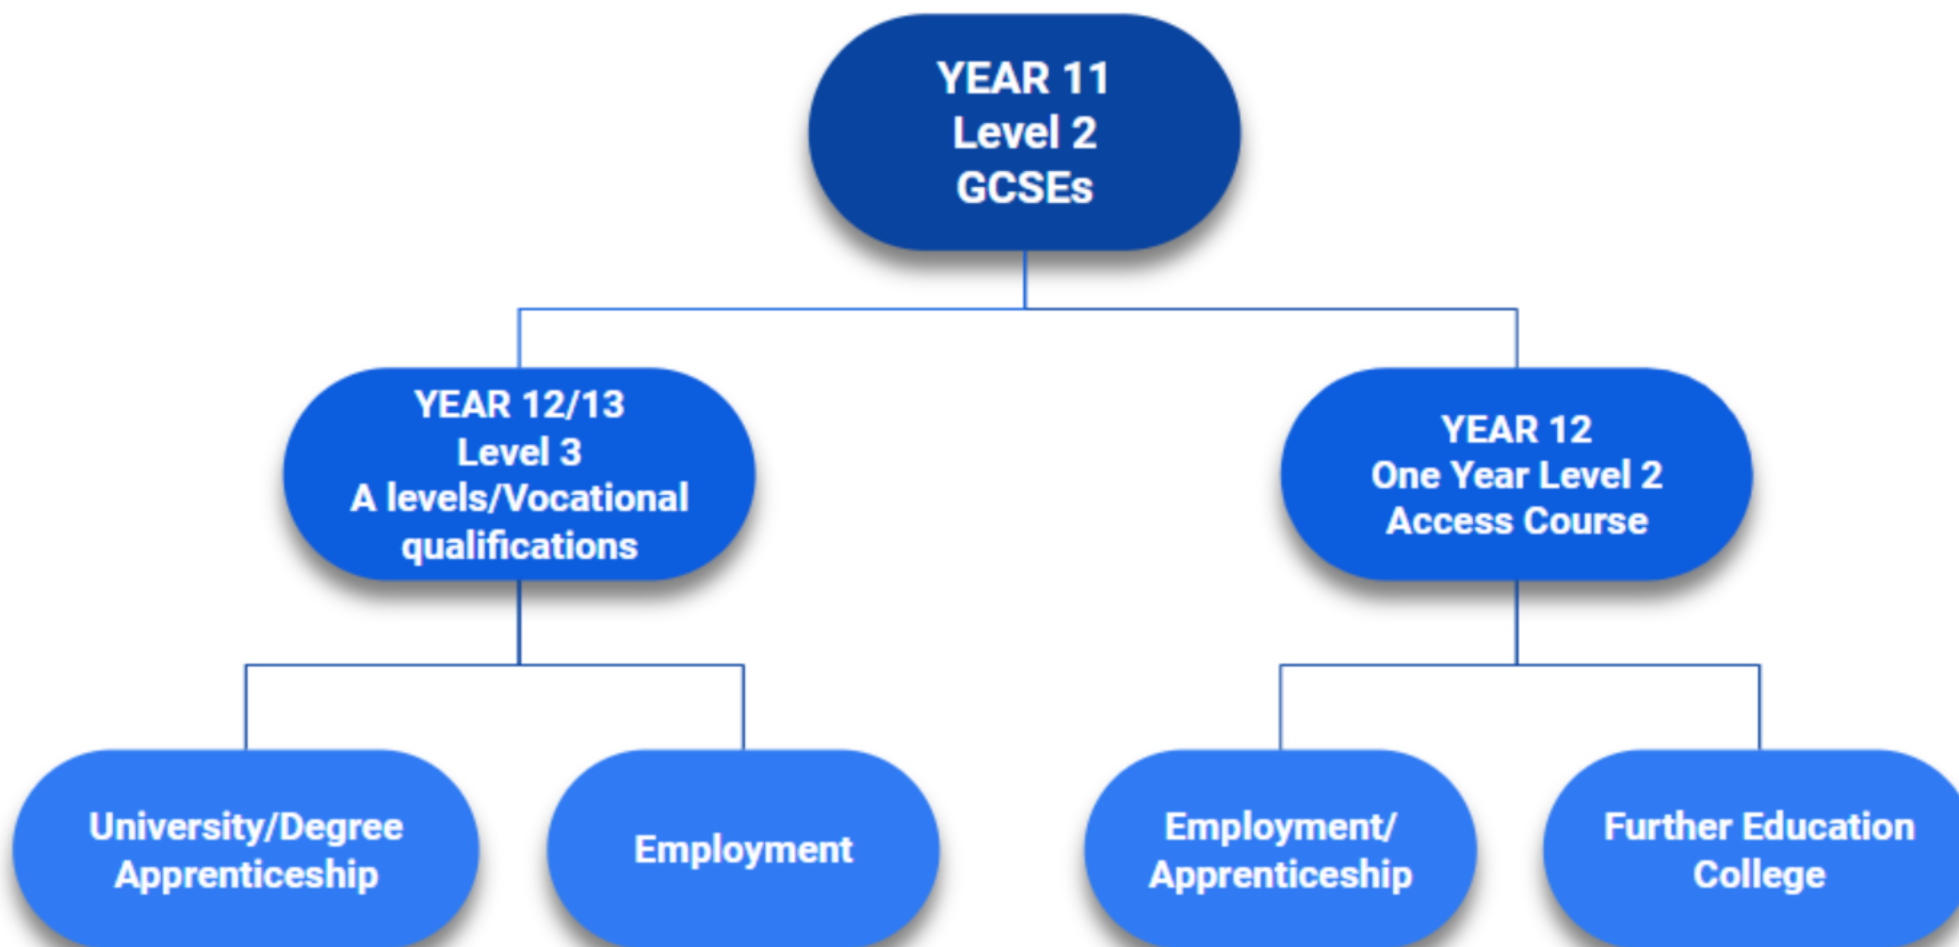 YEAR 11
Level 2
GCSEs
YEAR 12/13
Level 3
A levels/Vocational
qualifications
YEAR 12
One Year Level 2
Access Course
University/Degree
Apprenticeship
Employment
Employment/
Apprenticeship
Further Education
College